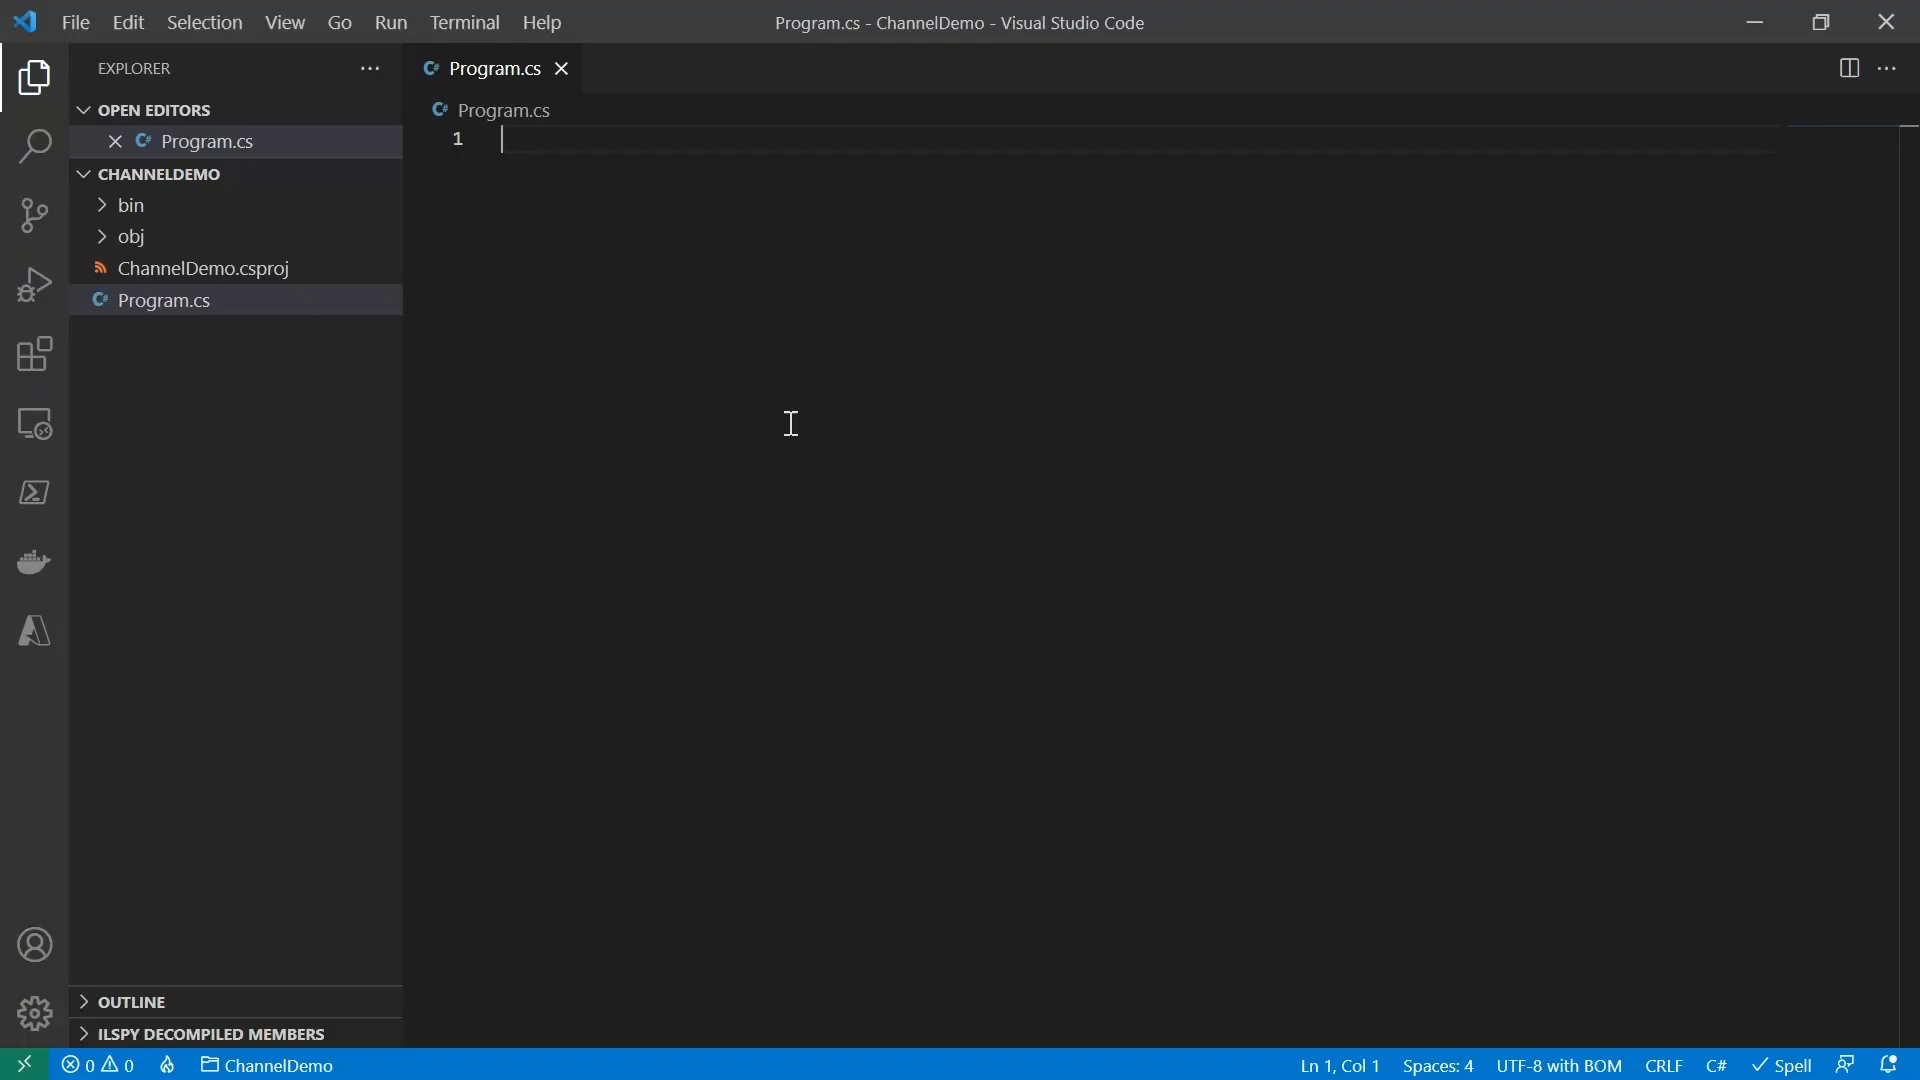 File Edit Selection View Go Run Terminal Help
Program.cs - ChannelDemo - Visual Studio Code
EXPLORER
Program.cs
OPEN EDITORS
Program.cs
Program.cs
1
CHANNELDEMO
bin
obj
ChannelDemo.csproj
Program.cs
OUTLINE
ILSPY DECOMPILED MEMBERS
0 0 ChannelDemo
Ln 1, Col 1 Spaces: 4 UTF-8 with BOM CRLF C# Spell